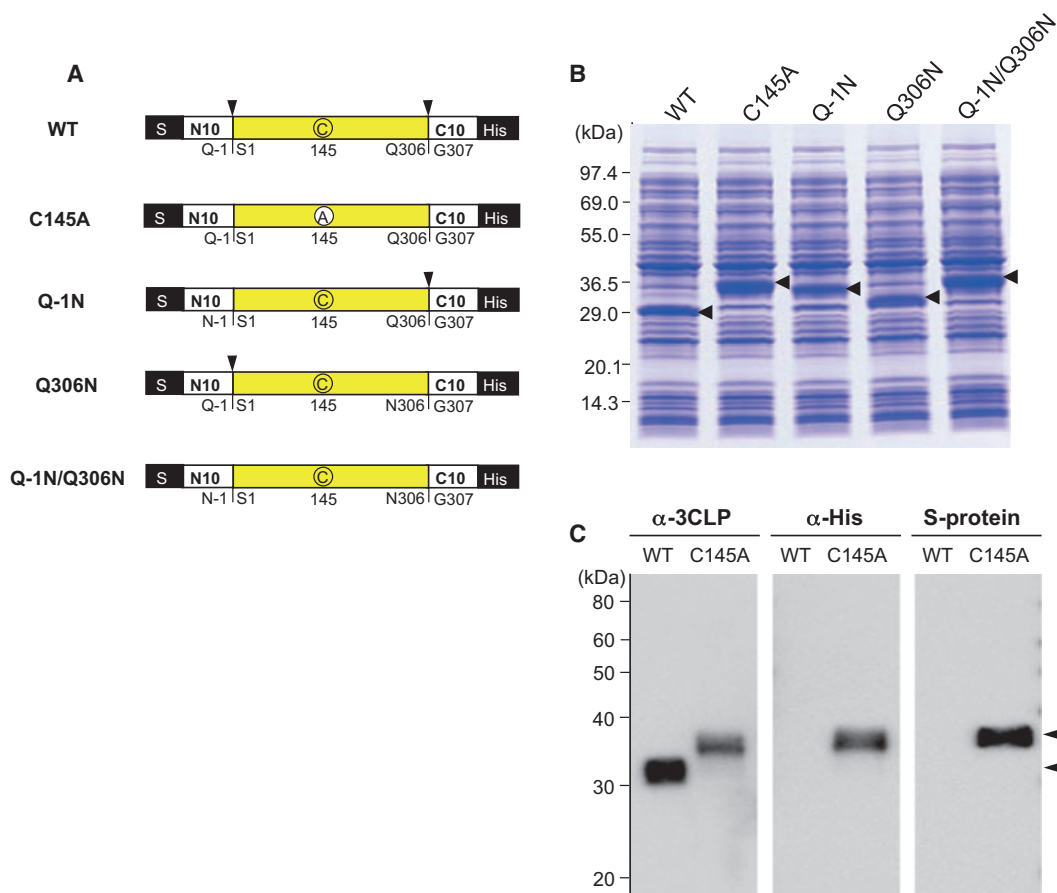 A
WT
S N10 C C10 His
Q-1 S1 145 Q306 G307
C145A
S N10 A C10 His
Q-1 S1 145 Q306 G307
Q-1N
S N10 C C10 His
N-1 S1 145 Q306 G307
Q306N
S N10 C C10 His
Q-1 S1 145 N306 G307
Q-1N/Q306N
S N10 C C10 His
N-1 S1 145 N306 G307
B
WT C145A Q-1N Q306N Q-1N/Q306N
(kDa)
97.4
69.0
55.0
36.5
29.0
20.1
14.3
C
α-3CLP α-His S-protein
WT C145A WT C145A WT C145A
(kDa)
80
60
50
40
30
20